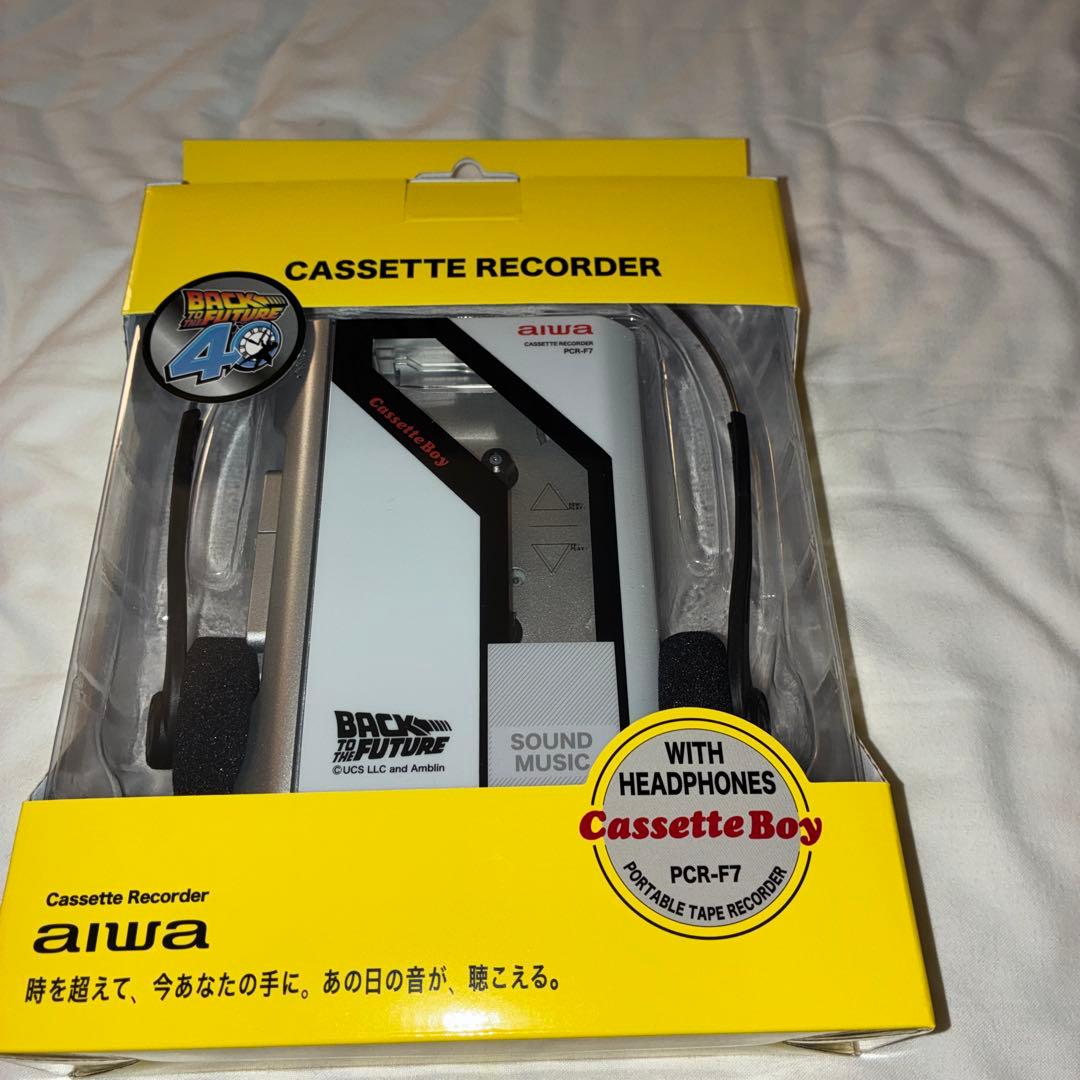 CASSETTE RECORDER
BACK
TO
THE FUTURE
40
aiwa
CASSETTE RECORDER
PCR-F7
CassetteBoy
BACK
TO
THE FUTURE
©UCS LLC and Amblin
SOUND
MUSIC
WITH
HEADPHONES
CassetteBoy
PCR-F7
PORTABLE TAPE RECORDER
Cassette Recorder
aiwa
時を超えて、今あなたの手に。あの日の音が、聴こえる。